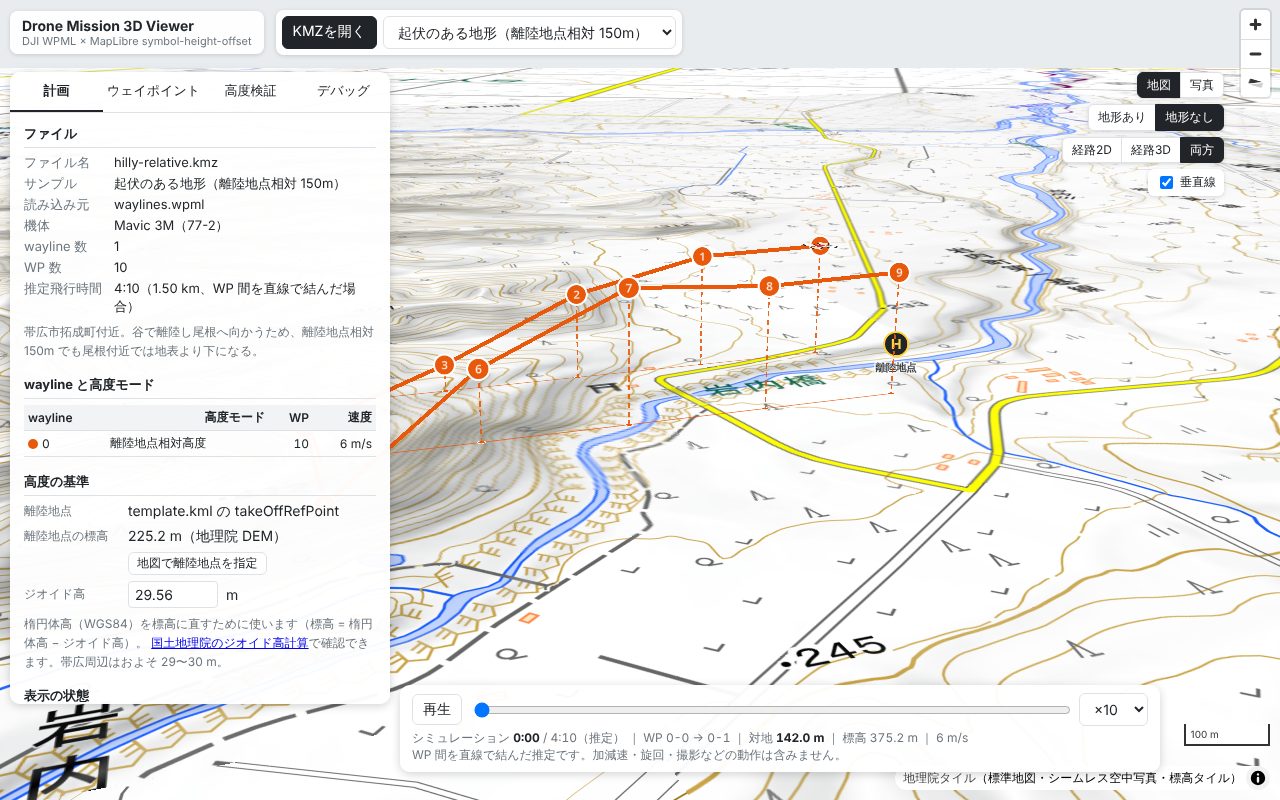 Drone Mission 3D Viewer
DJI WPML × MapLibre symbol-height-offset
KMZを開く
起伏のある地形（離陸地点相対 150m）
地図 写真
地形あり 地形なし
経路2D 経路3D 両方
垂直線
計画 ウェイポイント 高度検証 デバッグ
ファイル
ファイル名 hilly-relative.kmz
サンプル 起伏のある地形（離陸地点相対 150m）
読み込み元 waylines.wpml
機体 Mavic 3M（77-2）
wayline 数 1
WP 数 10
推定飛行時間 4:10（1.50 km、WP 間を直線で結んだ場
合）
帯広市拓成町付近。谷で離陸し尾根へ向かうため、離陸地点相対
150m でも尾根付近では地表より下になる。
wayline と高度モード
wayline 高度モード WP 速度
0 離陸地点相対高度 10 6 m/s
高度の基準
離陸地点 template.kml の takeOffRefPoint
離陸地点の標高 225.2 m（地理院 DEM）
地図で離陸地点を指定
ジオイド高 29.56 m
楕円体高（WGS84）を標高に直すために使います（標高 = 楕円
体高 − ジオイド高）。国土地理院のジオイド高計算で確認でき
ます。帯広周辺はおよそ 29〜30 m。
表示の状態
1
2
7
8
9
3
6
H
離陸地点
233
岩内橋
245
岩
内
再生
×10
シミュレーション 0:00 / 4:10（推定） | WP 0-0 → 0-1 | 対地 142.0 m | 標高 375.2 m | 6 m/s
WP 間を直線で結んだ推定です。加減速・旋回・撮影などの動作は含みません。
100 m
地理院タイル（標準地図・シームレス空中写真・標高タイル）